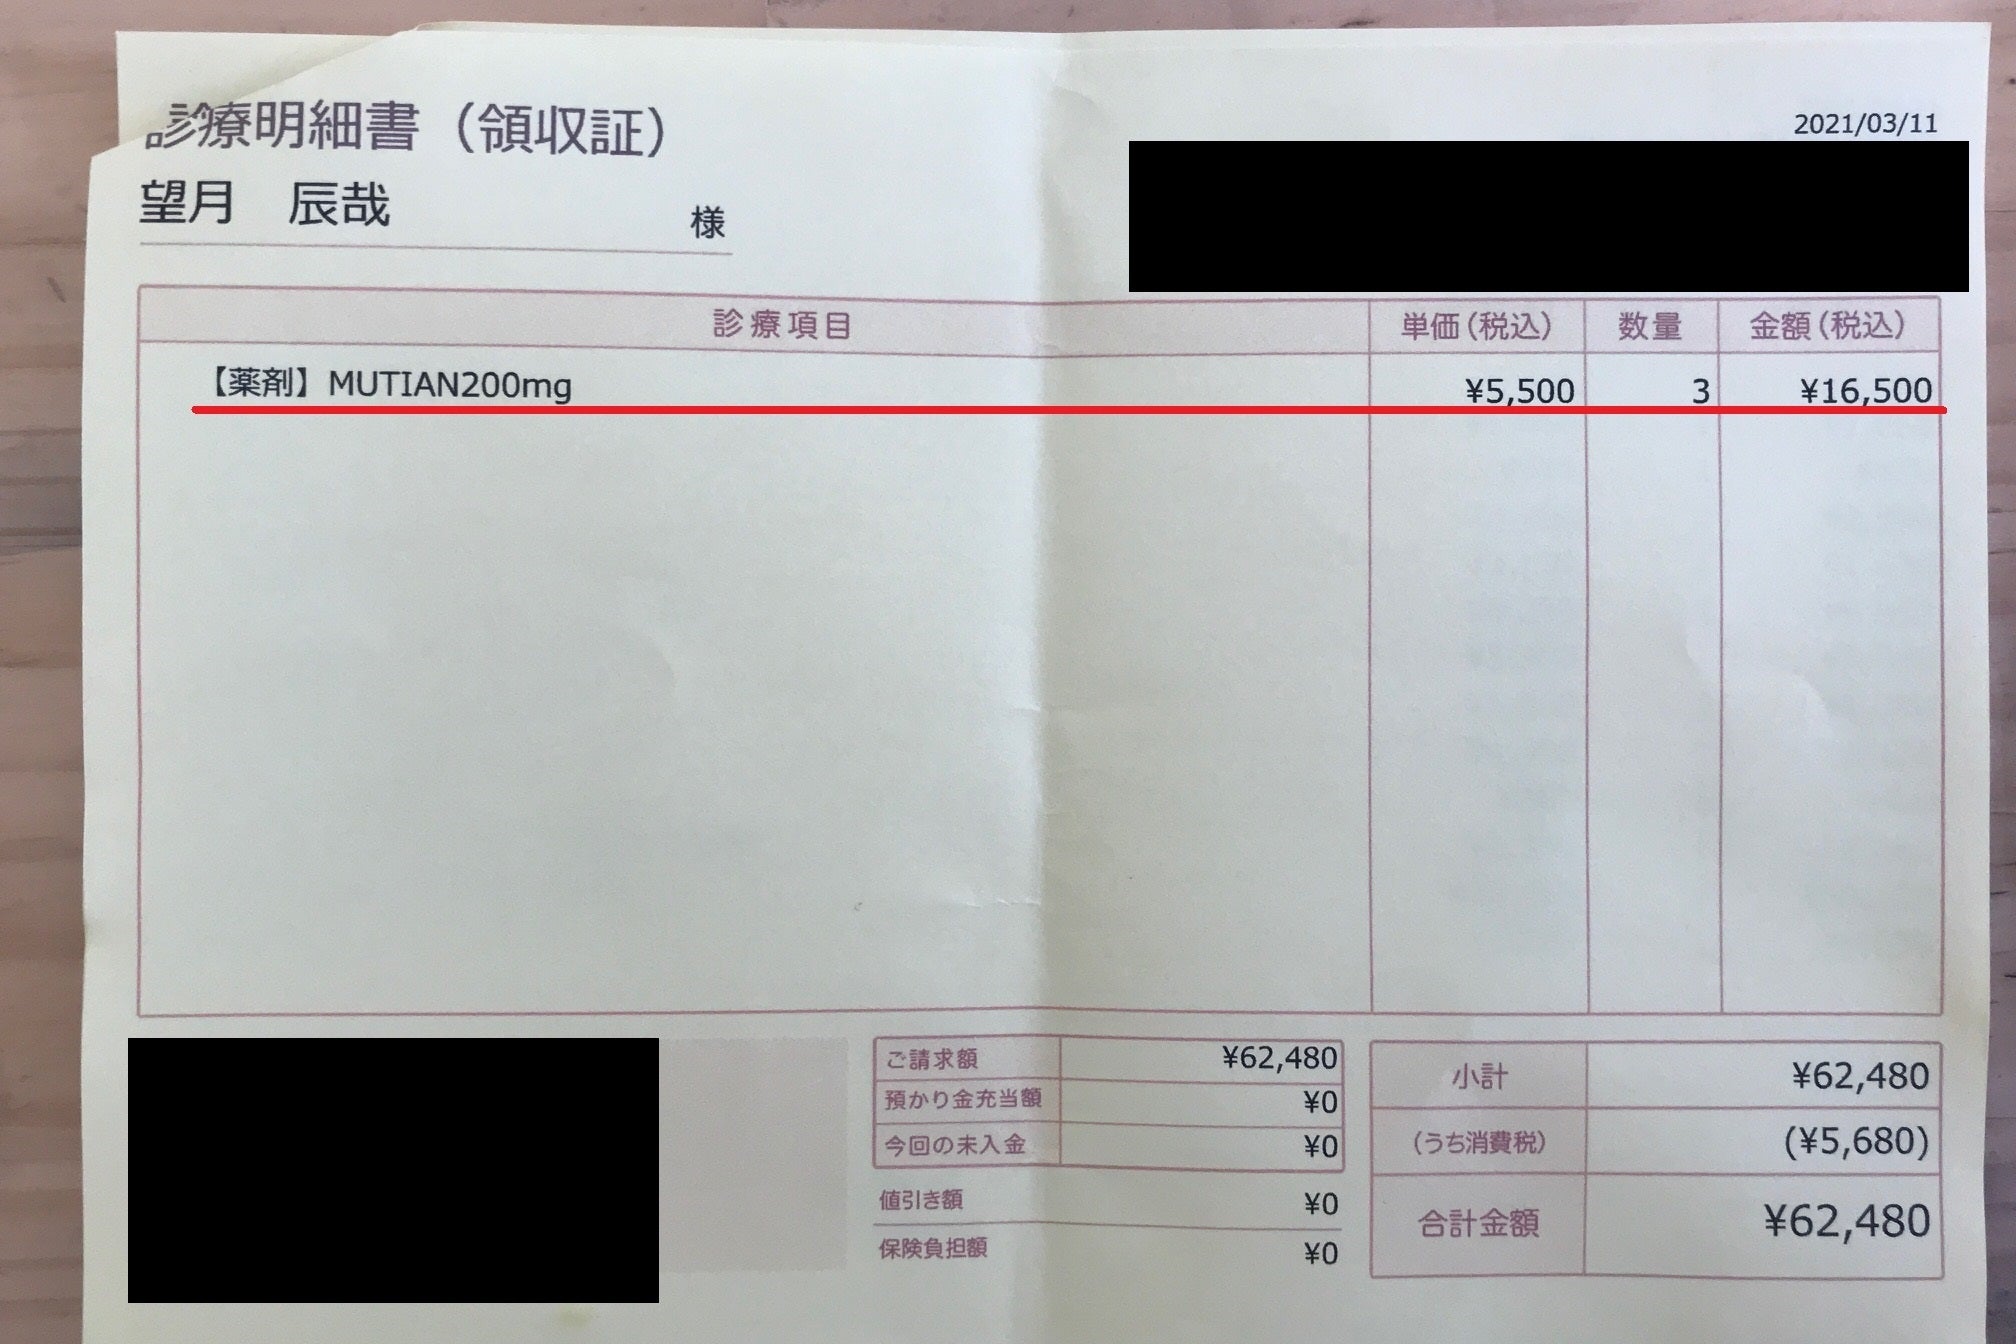 診療明細書（領収証）
2021/03/11
望月　辰哉　様
診療項目　単価（税込）　数量　金額（税込）
【薬剤】MUTIAN200mg　¥5,500　3　¥16,500
ご請求額　¥62,480
預かり金充当額　¥0
今回の未入金　¥0
値引き額　¥0
保険負担額　¥0
小計　¥62,480
（うち消費税）　(¥5,680)
合計金額　¥62,480